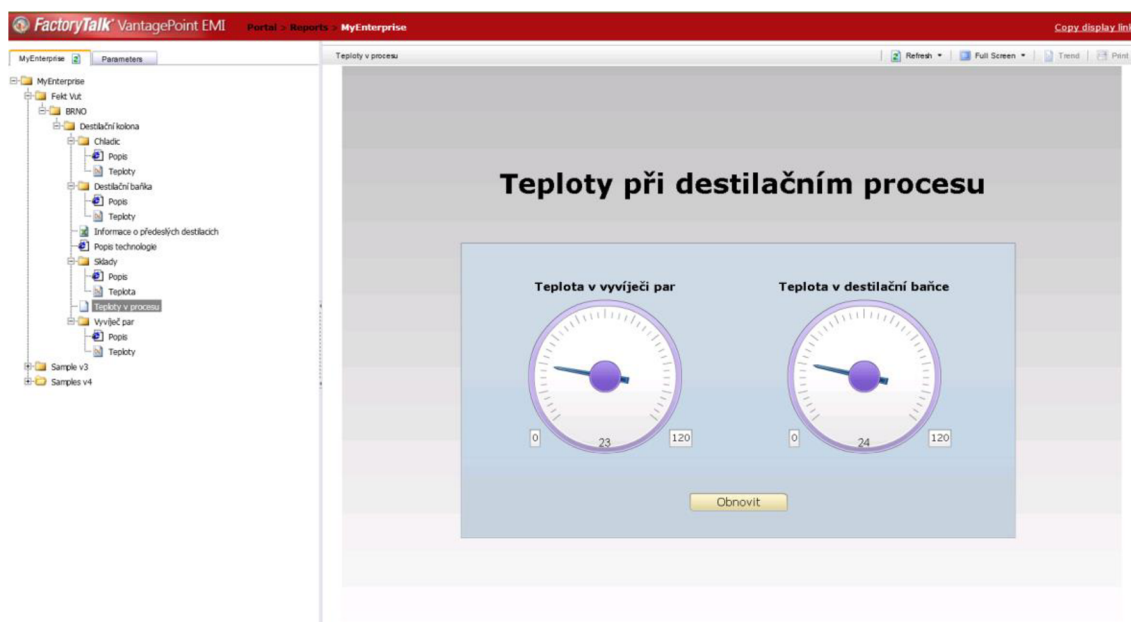 FactoryTalk VantagePoint EMI Portal > Reports > MyEnterprise Copy display link
MyEnterprise Parameters
Teploty v procesu Refresh Full Screen Trend Print
MyEnterprise
Fekt Vut
BRNO
Destilační kolona
Chladic
Popis
Teploty
Destilační baňka
Popis
Teploty
Informace o předeslých destilacich
Popis technologie
Sklady
Popis
Teplota
Teploty v procesu
Vyvíječ par
Popis
Teploty
Sample v3
Samples v4
Teploty při destilačním procesu
Teplota v vyvíječi par
0
23
120
Teplota v destilační baňce
0
24
120
Obnovit